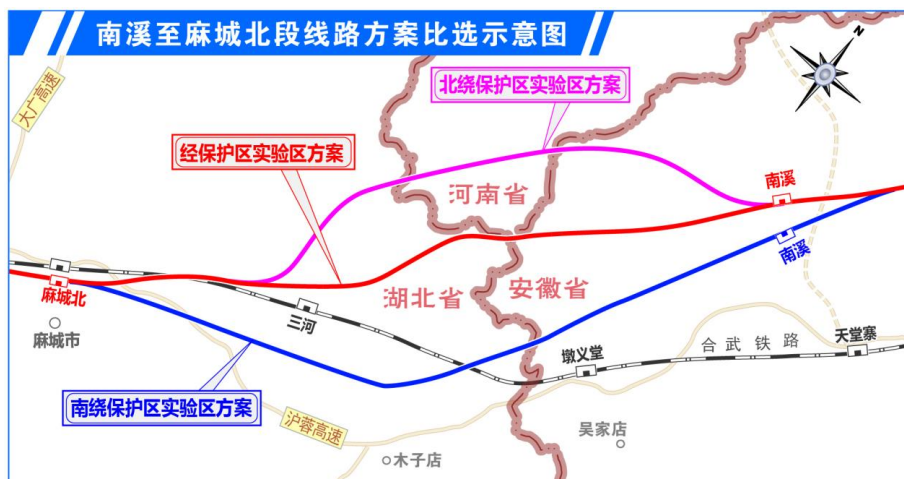 南溪至麻城北段线路方案比选示意图
N
大广高速
北绕保护区实验区方案
经保护区实验区方案
河南省
南溪
南溪
麻城北
麻城市
三河
湖北省
安徽省
合武铁路
天堂寨
墩义堂
南绕保护区实验区方案
沪蓉高速
吴家店
木子店